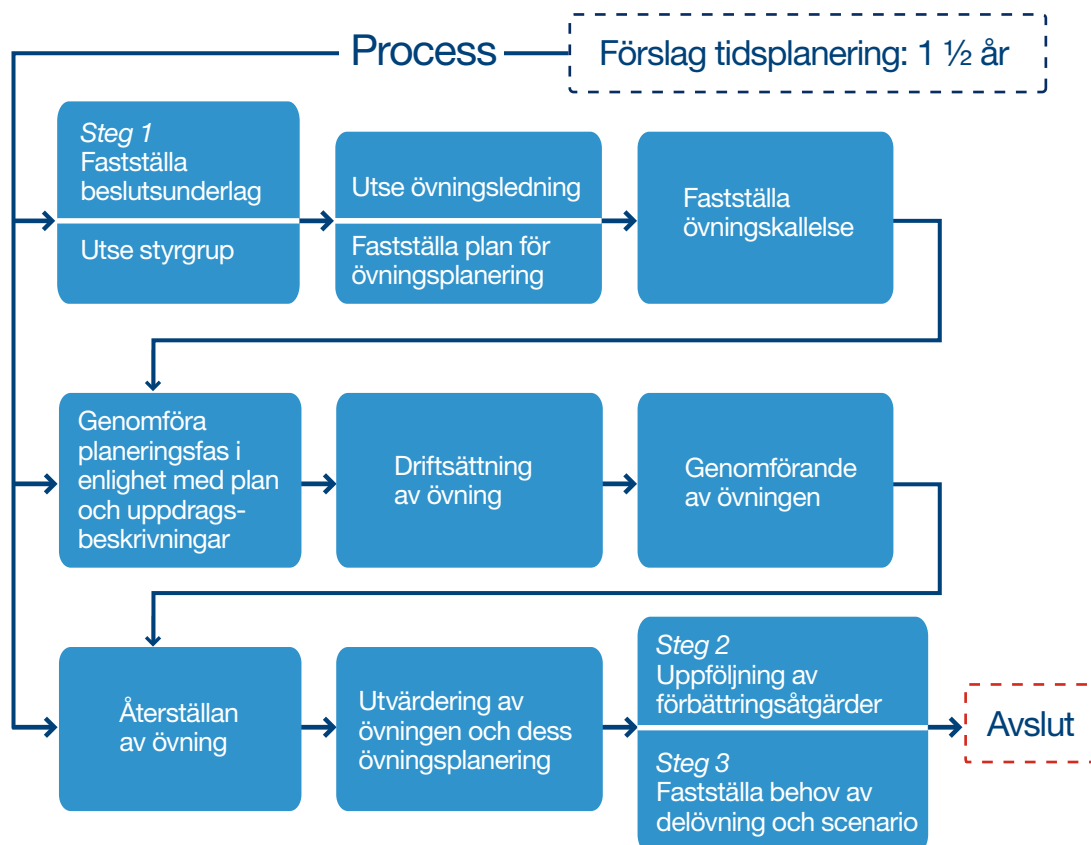 Process
Förslag tidsplanering: 1 ½ år
Steg 1
Fastställa
beslutsunderlag
Utse styrgrup
Utse övningsledning
Fastställa plan för
övningsplanering
Fastställa
övningskallelse
Genomföra
planeringsfas i
enlighet med plan
och uppdrags-
beskrivningar
Driftsättning
av övning
Genomförande
av övningen
Återställan
av övning
Utvärdering av
övningen och dess
övningsplanering
Steg 2
Uppföljning av
förbättringsåtgärder
Steg 3
Fastställa behov av
delövning och scenario
Avslut